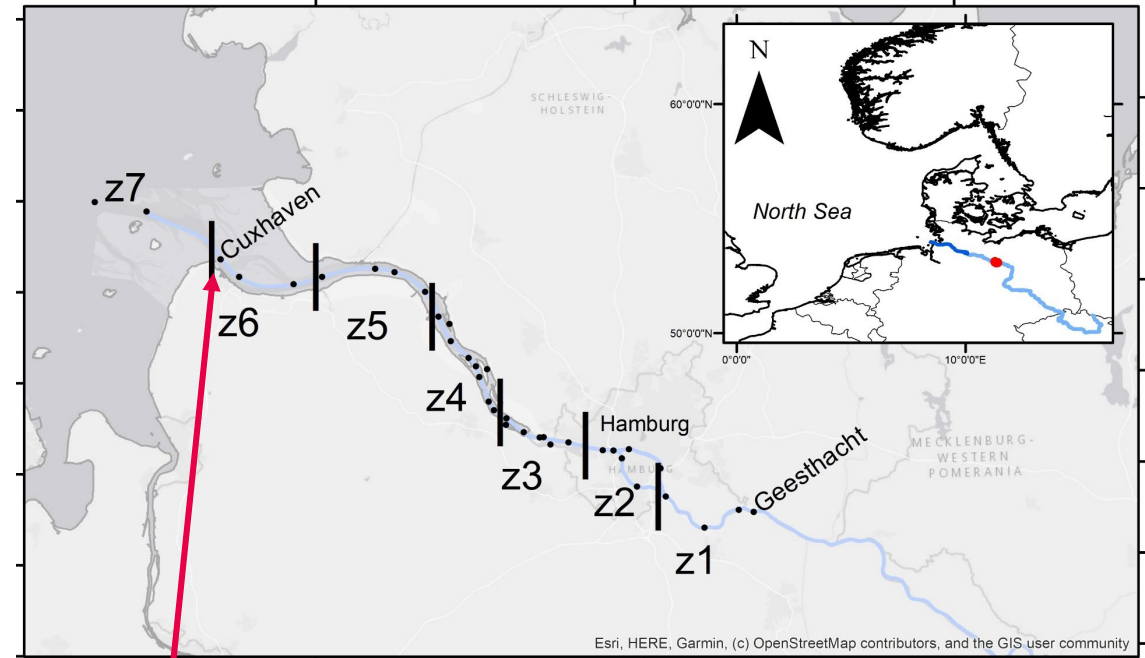 N
60°0'0"N
North Sea
50°0'0"N
0°0'0"
10°0'0"E
SCHLESWIG-
HOLSTEIN
z7
Cuxhaven
z6
z5
z4
Hamburg
HAMBURG
z3
z2
Geesthacht
z1
MECKLENBURG-
WESTERN
POMERANIA
Esri, HERE, Garmin, (c) OpenStreetMap contributors, and the GIS user community